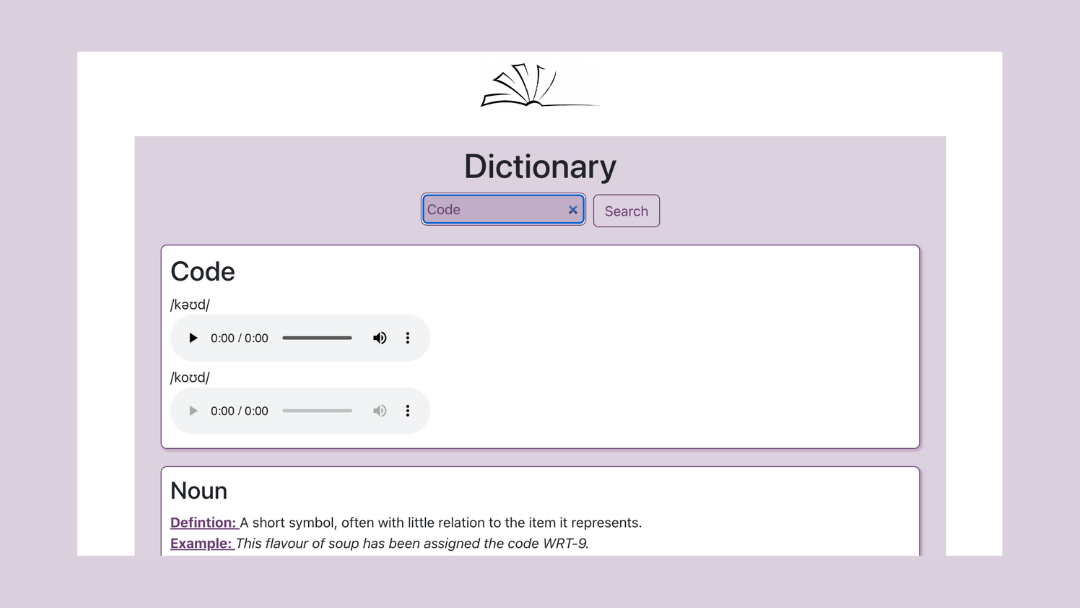 Dictionary
Code
Search
Code
/kəʊd/
0:00 / 0:00
/koʊd/
0:00 / 0:00
Noun
Defintion: A short symbol, often with little relation to the item it represents.
Example: This flavour of soup has been assigned the code WRT-9.